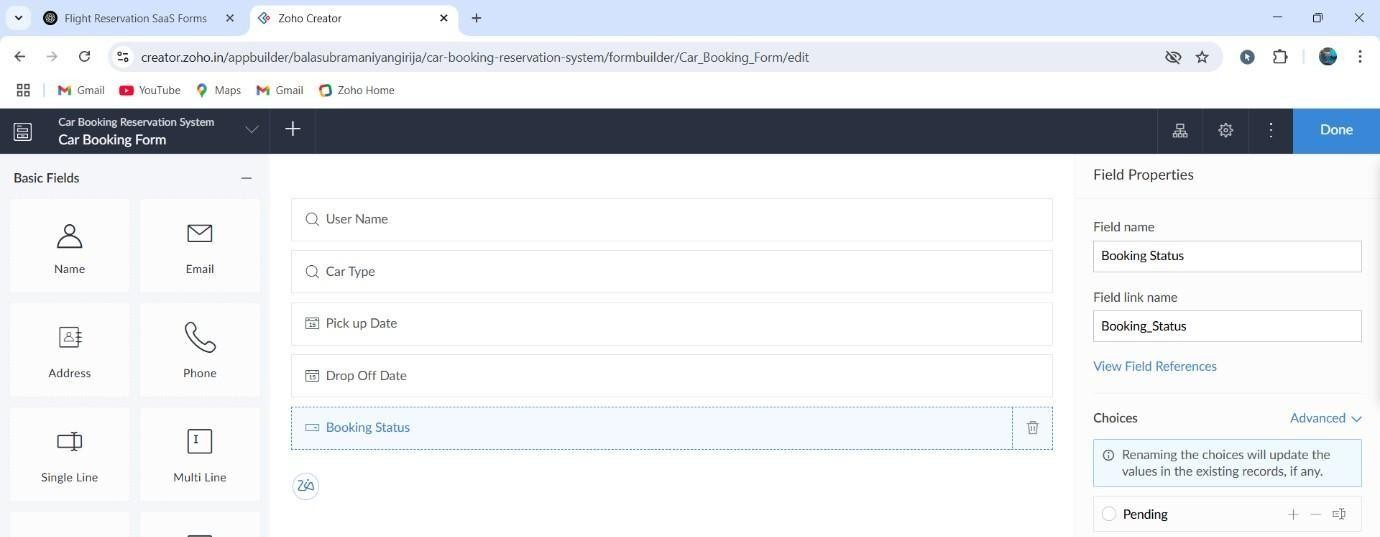 Flight Reservation SaaS Forms
Zoho Creator
creator.zoho.in/appbuilder/balasubramaniyangirija/car-booking-reservation-system/formbuilder/Car_Booking_Form/edit
Gmail YouTube Maps Gmail Zoho Home
Car Booking Reservation System
Car Booking Form
Done
Basic Fields
Name
Email
Address
Phone
Single Line
Multi Line
User Name
Car Type
15 Pick up Date
15 Drop Off Date
Booking Status
Zia
Field Properties
Field name
Booking Status
Field link name
Booking_Status
View Field References
Choices
Advanced
Renaming the choices will update the
values in the existing records, if any.
Pending